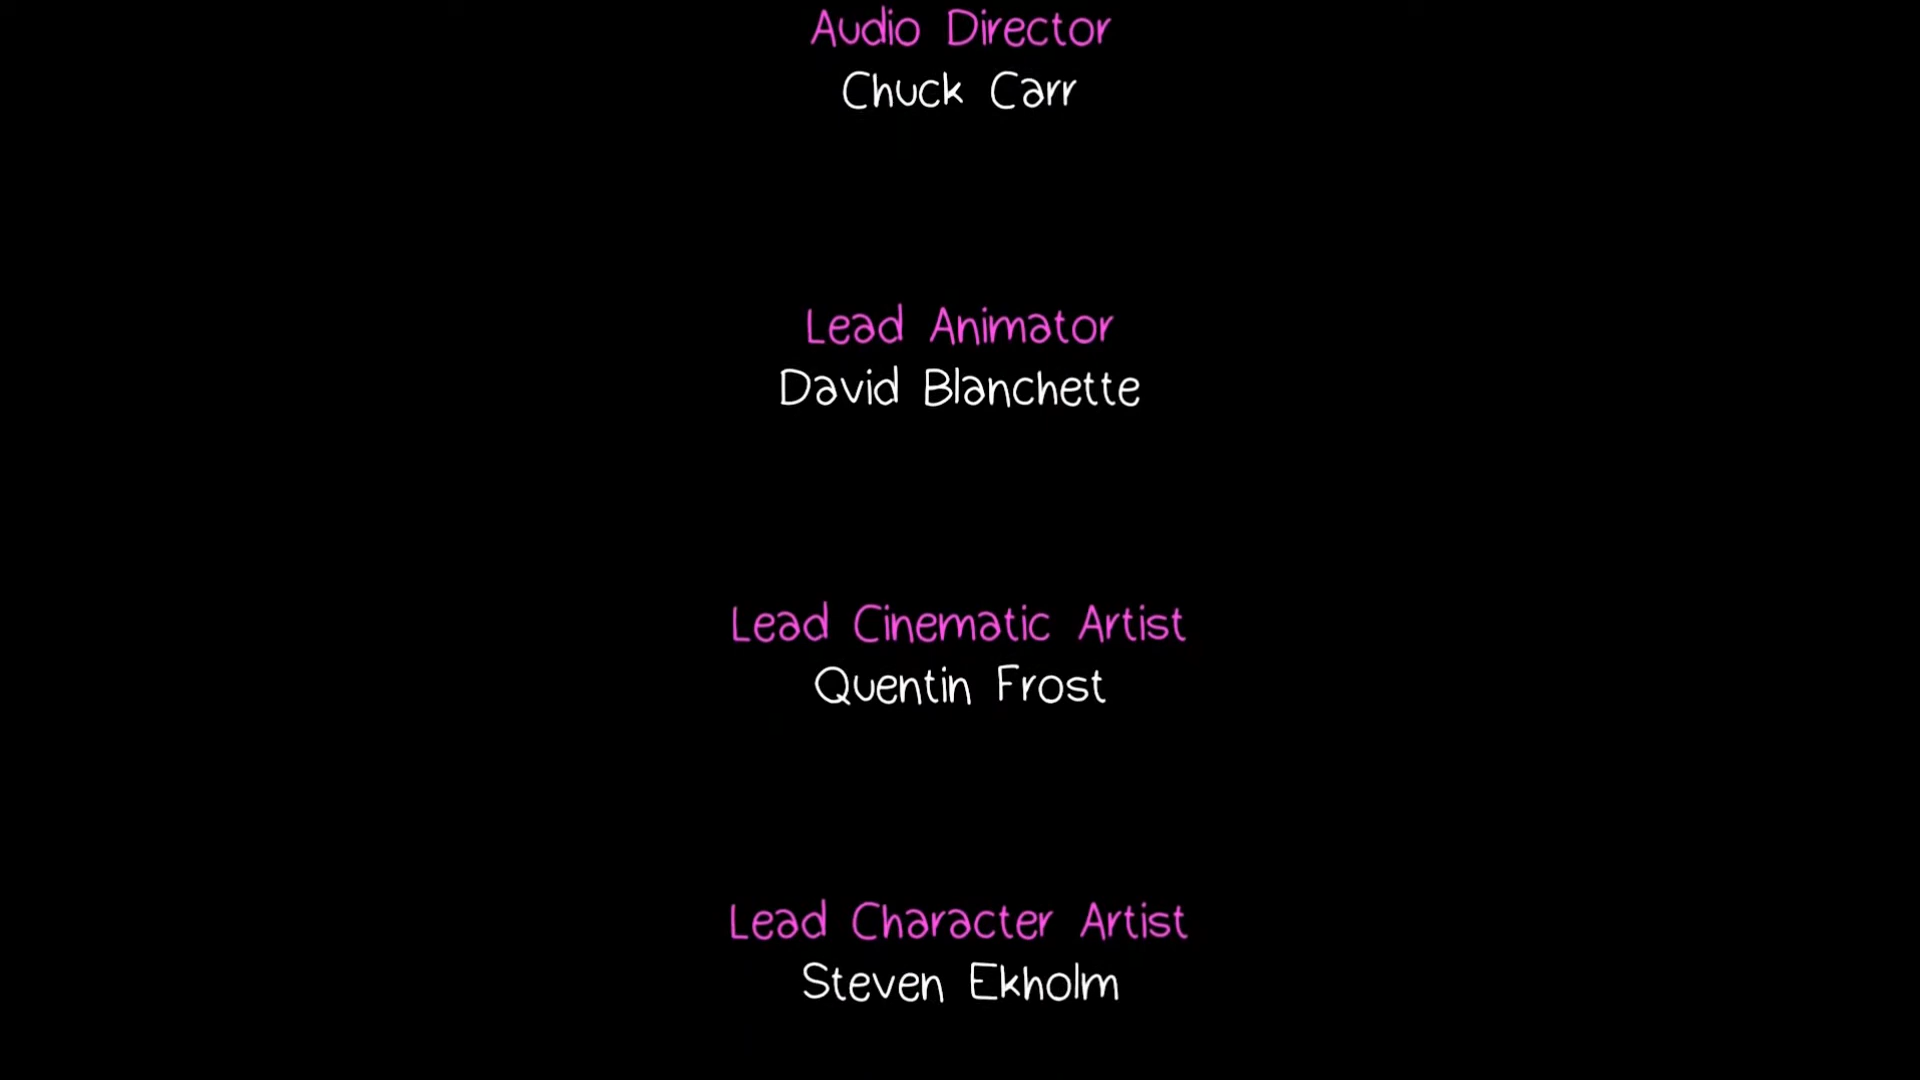 Audio Director
Chuck Carr
Lead Animator
David Blanchette
Lead Cinematic Artist
Quentin Frost
Lead Character Artist
Steven Ekholm